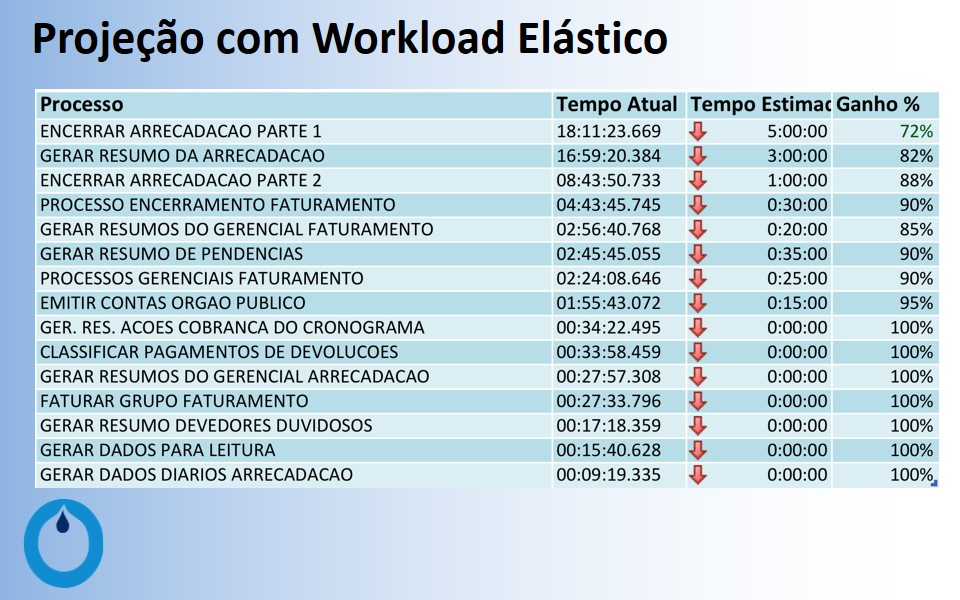 Projeção com Workload Elástico
Processo Tempo Atual Tempo Estimad Ganho %
ENCERRAR ARRECADACAO PARTE 1 18:11:23.669 5:00:00 72%
GERAR RESUMO DA ARRECADACAO 16:59:20.384 3:00:00 82%
ENCERRAR ARRECADACAO PARTE 2 08:43:50.733 1:00:00 88%
PROCESSO ENCERRAMENTO FATURAMENTO 04:43:45.745 0:30:00 90%
GERAR RESUMOS DO GERENCIAL FATURAMENTO 02:56:40.768 0:20:00 85%
GERAR RESUMO DE PENDENCIAS 02:45:45.055 0:35:00 90%
PROCESSOS GERENCIAIS FATURAMENTO 02:24:08.646 0:25:00 90%
EMITIR CONTAS ORGAO PUBLICO 01:55:43.072 0:15:00 95%
GER. RES. ACOES COBRANCA DO CRONOGRAMA 00:34:22.495 0:00:00 100%
CLASSIFICAR PAGAMENTOS DE DEVOLUCOES 00:33:58.459 0:00:00 100%
GERAR RESUMOS DO GERENCIAL ARRECADACAO 00:27:57.308 0:00:00 100%
FATURAR GRUPO FATURAMENTO 00:27:33.796 0:00:00 100%
GERAR RESUMO DEVEDORES DUVIDOSOS 00:17:18.359 0:00:00 100%
GERAR DADOS PARA LEITURA 00:15:40.628 0:00:00 100%
GERAR DADOS DIARIOS ARRECADACAO 00:09:19.335 0:00:00 100%